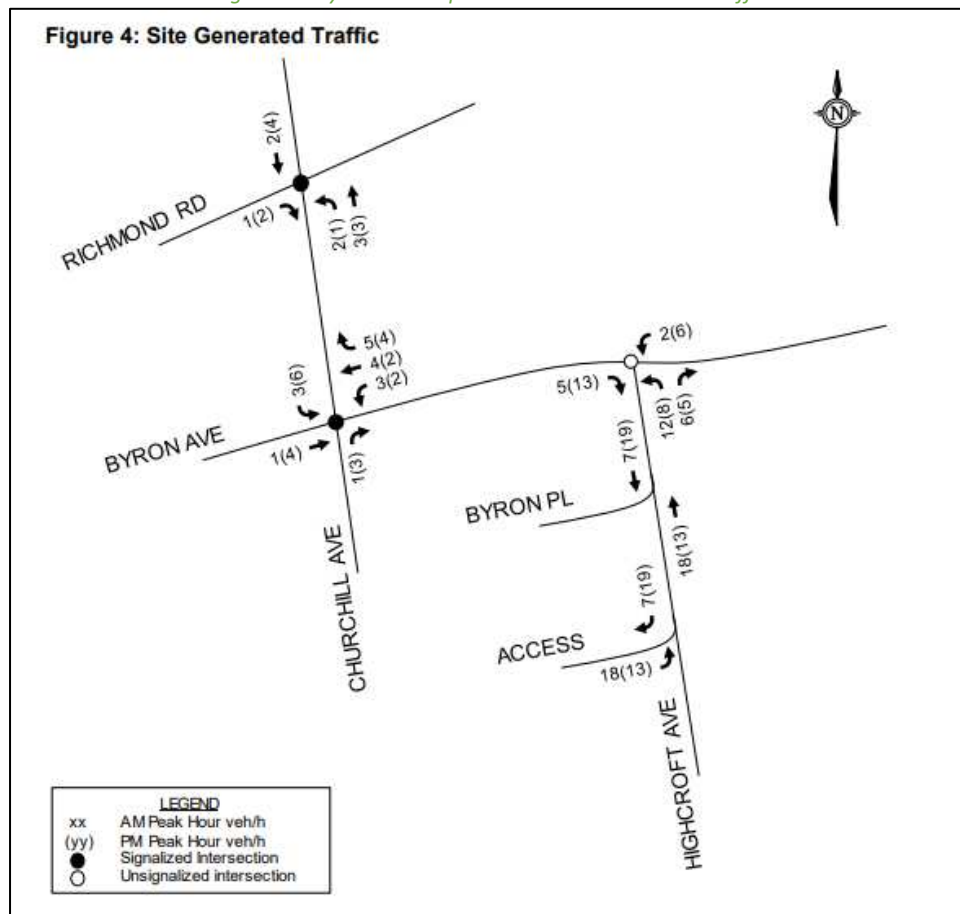 Figure 4: Site Generated Traffic
N
2(4)
RICHMOND RD
1(2)
2(1)
3(3)
5(4)
4(2)
3(2)
3(6)
BYRON AVE
1(4)
1(3)
CHURCHILL AVE
2(6)
5(13)
12(8)
6(5)
7(19)
BYRON PL
18(13)
7(19)
ACCESS
18(13)
HIGHCROFT AVE
LEGEND
xx AM Peak Hour veh/h
(yy) PM Peak Hour veh/h
Signalized Intersection
Unsignalized intersection